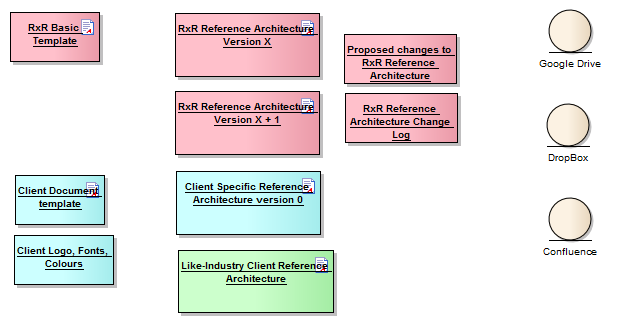 RxR Basic
Template
RxR Reference Architecture
Version X
Proposed changes to
RxR Reference
Architecture
Google Drive
RxR Reference Architecture
Version X + 1
RxR Reference
Architecture Change
Log
DropBox
Client Document
template
Client Specific Reference
Architecture version 0
Client Logo, Fonts,
Colours
Like-Industry Client Reference
Architecture
Confluence